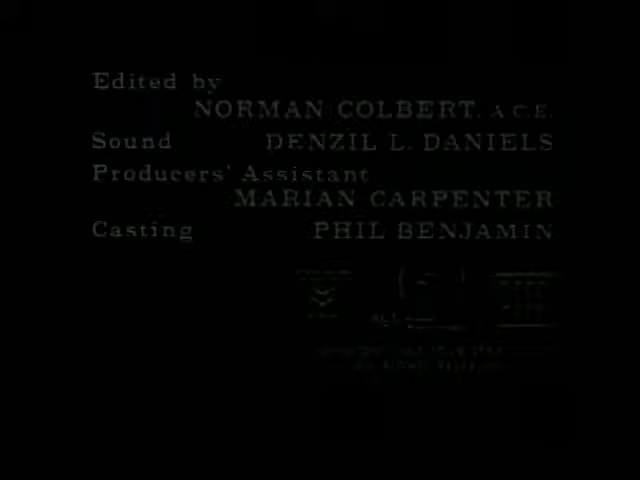 Edited by
NORMAN COLBERT, A.C.E.
Sound DENZIL L. DANIELS
Producers' Assistant
MARIAN CARPENTER
Casting PHIL BENJAMIN